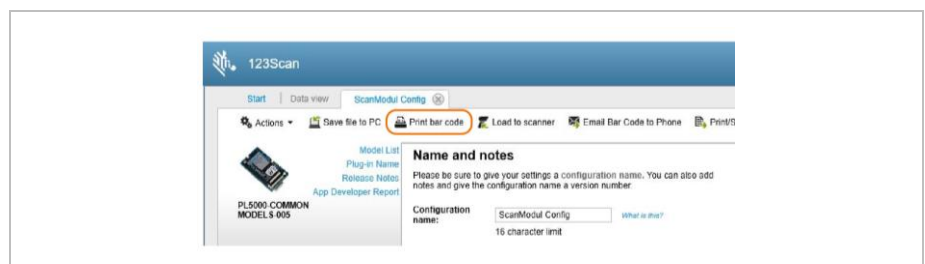 123Scan
Start | Data view ScanModul Config
Actions Save file to PC Print bar code Load to scanner Email Bar Code to Phone Print/S
Model List
Plug-in Name
Release Notes
App Developer Report
PL5000-COMMON
MODELS-005
Name and notes
Please be sure to give your settings a configuration name. You can also add
notes and give the configuration name a version number
Configuration
name:
ScanModul Config What is this?
16 character limit